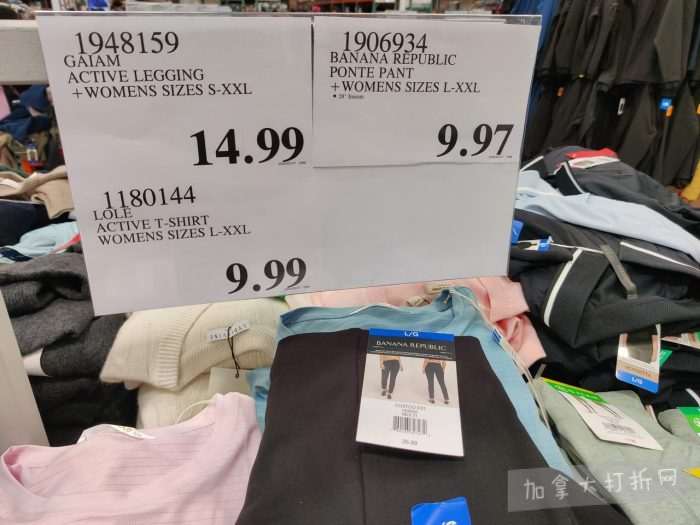 1948159
GAIAM
ACTIVE LEGGING
+WOMENS SIZES S-XXL
14.99
1906934
BANANA REPUBLIC
PONTE PANT
+WOMENS SIZES L-XXL
9.97
1180144
LOLE
ACTIVE T-SHIRT
WOMENS SIZES L-XXL
9.99
L/G
BANANA REPUBLIC
L/G
加拿大打折网